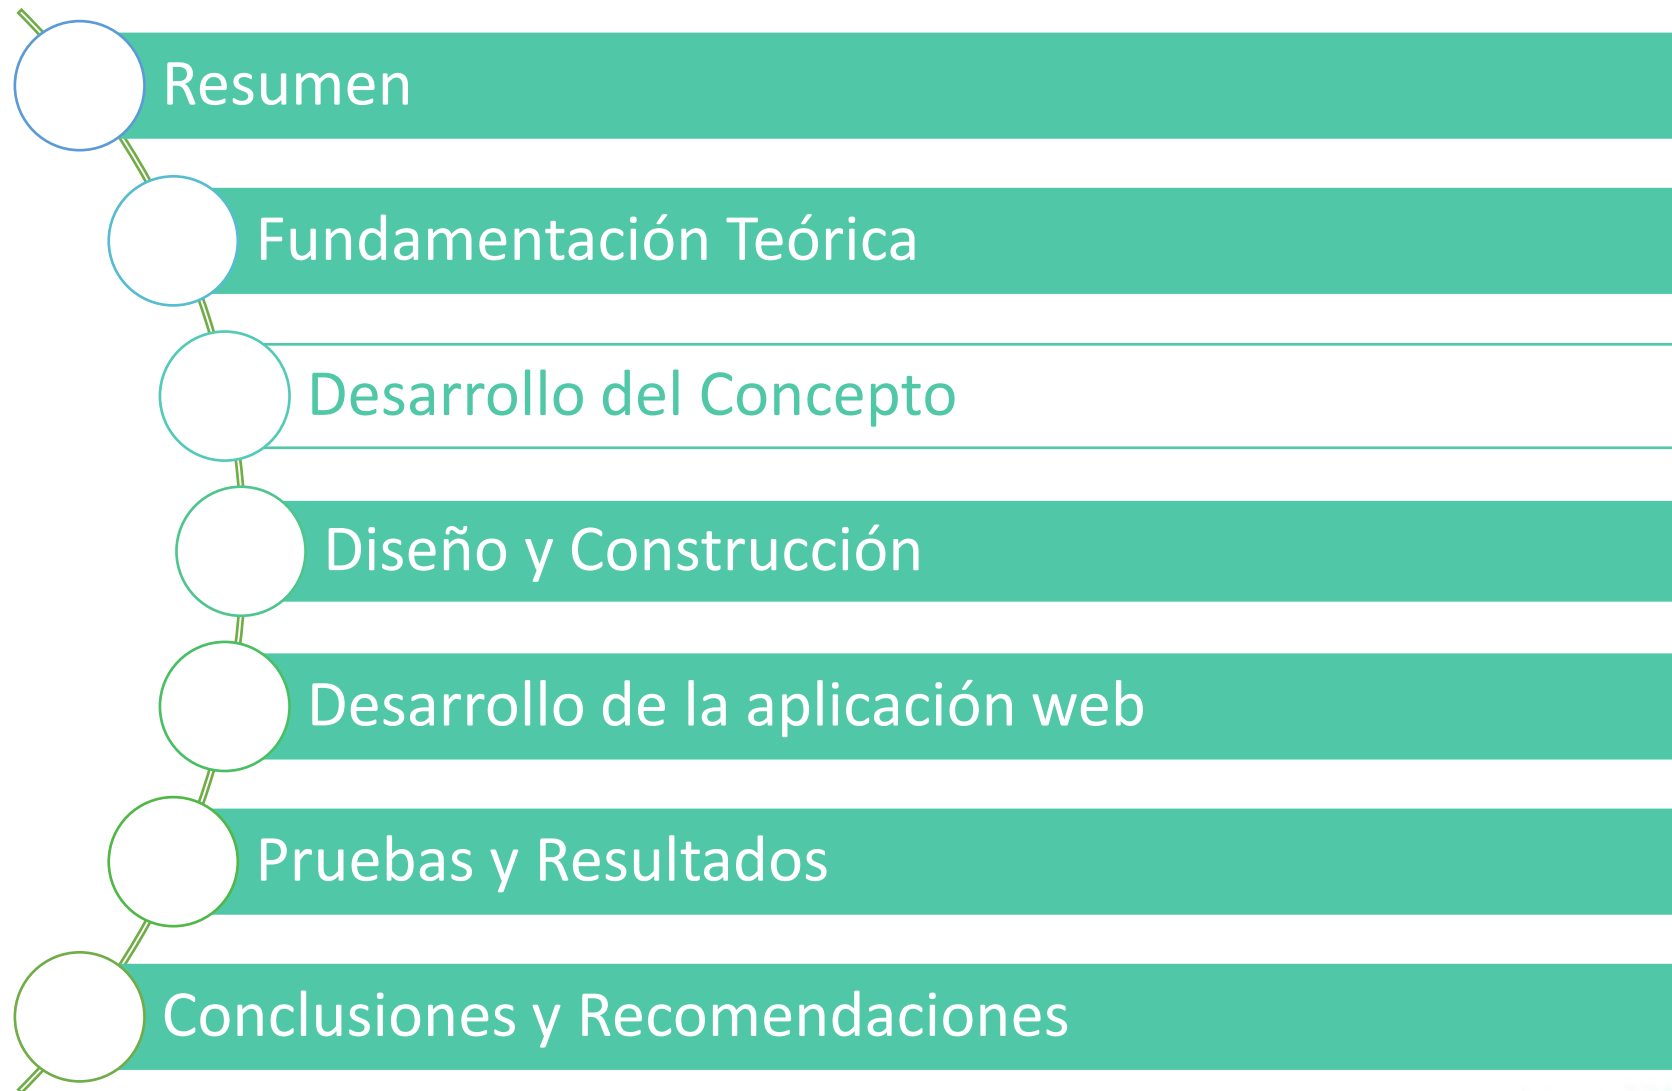 Resumen
Fundamentación Teórica
Desarrollo del Concepto
Diseño y Construcción
Desarrollo de la aplicación web
Pruebas y Resultados
Conclusiones y Recomendaciones